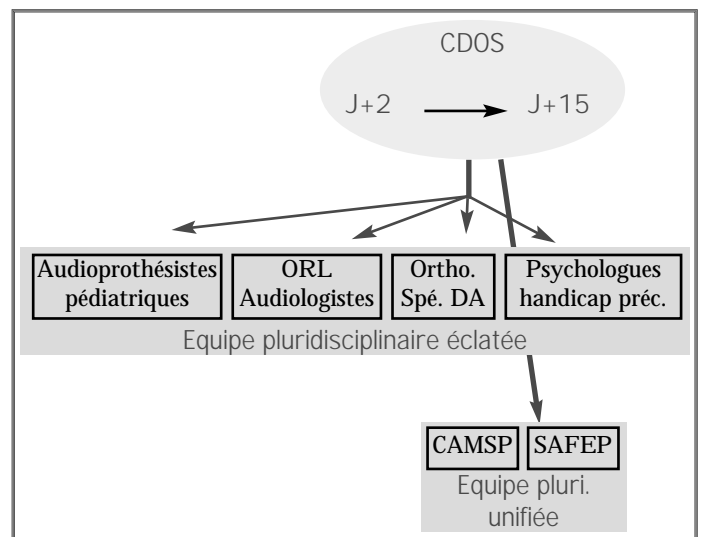 CDOS
J+2 J+15
Audioprothésistes
pédiatriques
ORL
Audiologistes
Ortho.
Spé. DA
Psychologues
handicap préc.
Equipe pluridisciplinaire éclatée
CAMSP
SAFEP
Equipe pluri.
unifiée